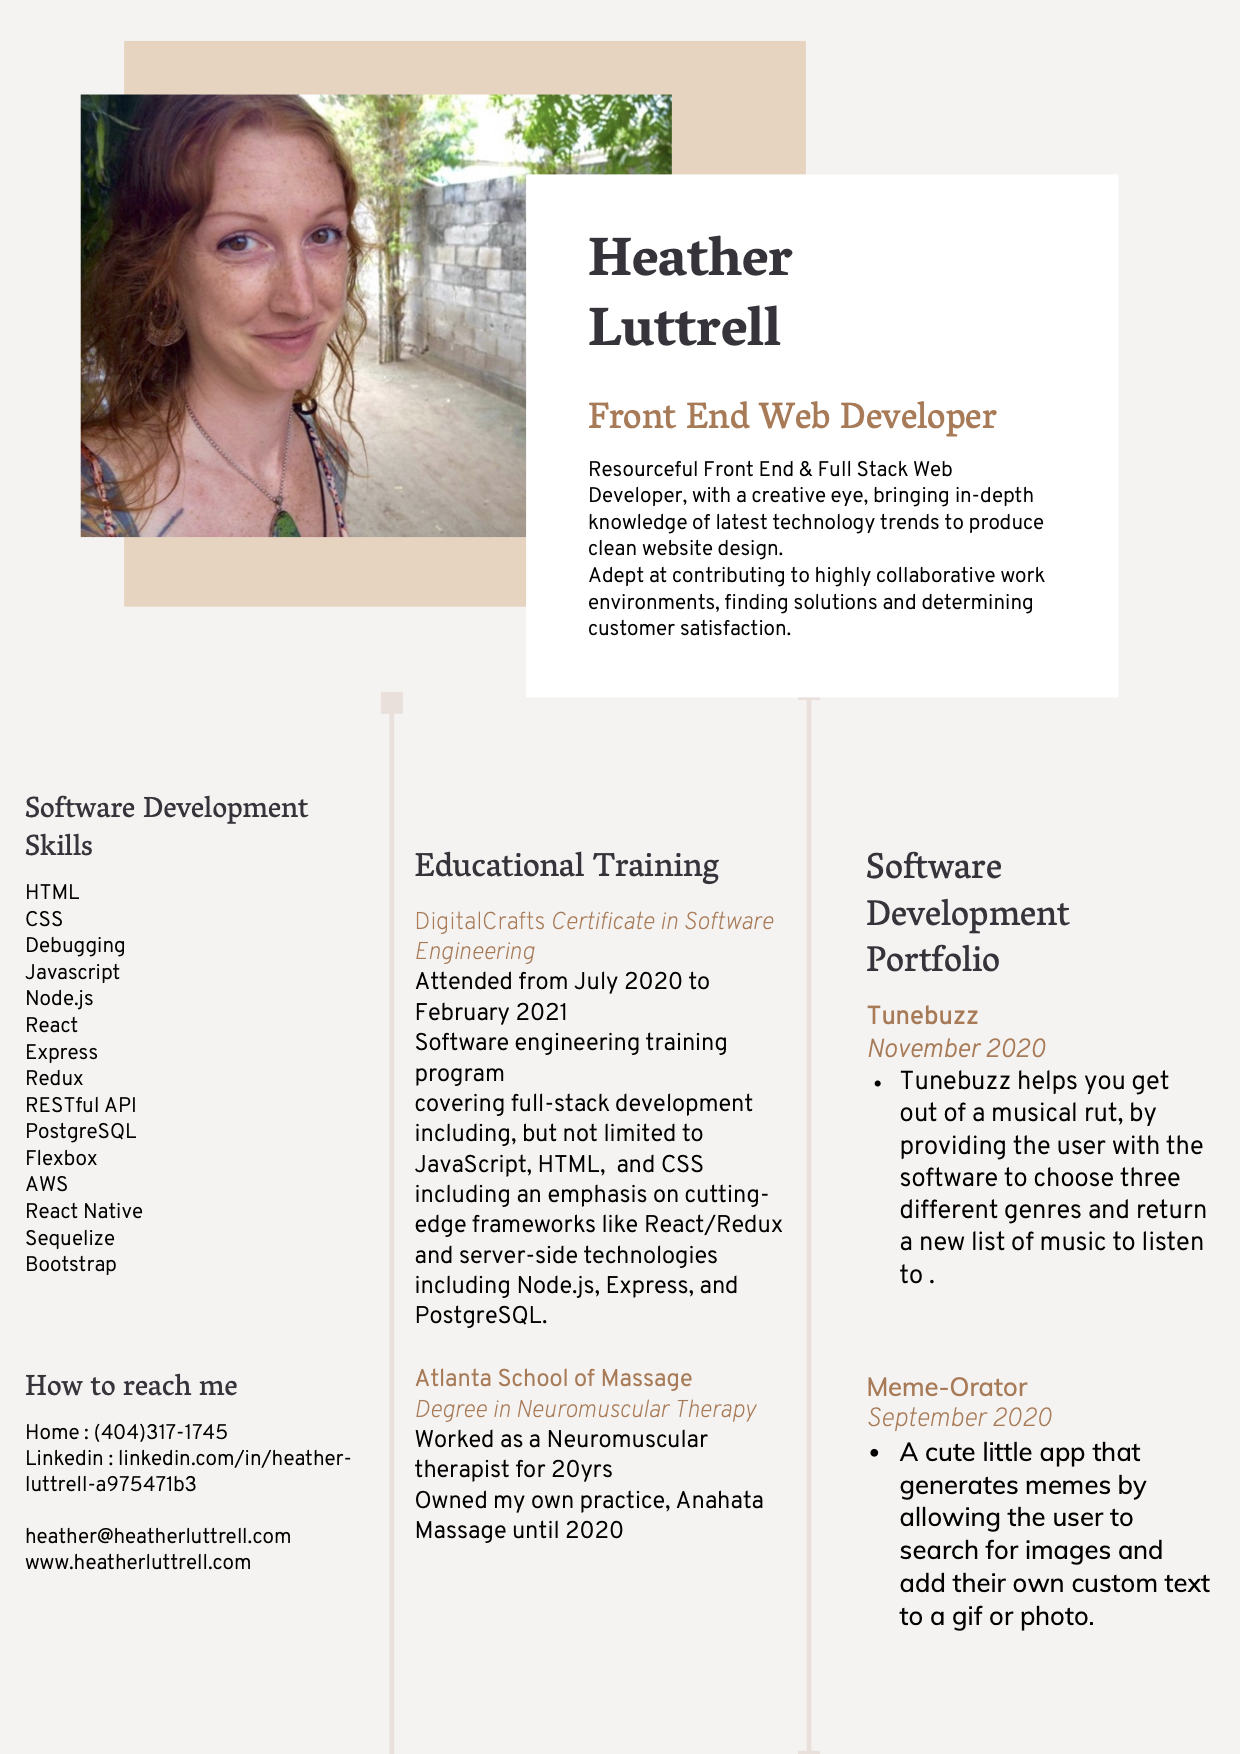 Heather
Luttrell
Front End Web Developer
Resourceful Front End & Full Stack Web
Developer, with a creative eye, bringing in-depth
knowledge of latest technology trends to produce
clean website design.
Adept at contributing to highly collaborative work
environments, finding solutions and determining
customer satisfaction.
Software Development
Skills
HTML
CSS
Debugging
Javascript
Node.js
React
Express
Redux
RESTful API
PostgreSQL
Flexbox
AWS
React Native
Sequelize
Bootstrap
How to reach me
Home : (404)317-1745
Linkedin : linkedin.com/in/heather-
luttrell-a975471b3
heather@heatherluttrell.com
www.heatherluttrell.com
Educational Training
DigitalCrafts Certificate in Software
Engineering
Attended from July 2020 to
February 2021
Software engineering training
program
covering full-stack development
including, but not limited to
JavaScript, HTML,  and CSS
including an emphasis on cutting-
edge frameworks like React/Redux
and server-side technologies
including Node.js, Express, and
PostgreSQL.
Atlanta School of Massage
Degree in Neuromuscular Therapy
Worked as a Neuromuscular
therapist for 20yrs
Owned my own practice, Anahata
Massage until 2020
Software
Development
Portfolio
Tunebuzz
November 2020
• Tunebuzz helps you get
out of a musical rut, by
providing the user with the
software to choose three
different genres and return
a new list of music to listen
to .
Meme-Orator
September 2020
• A cute little app that
generates memes by
allowing the user to
search for images and
add their own custom text
to a gif or photo.